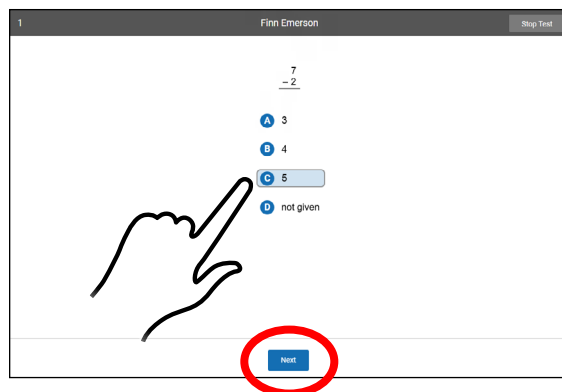 1 Finn Emerson Stop Test
7
– 2
A 3
B 4
C 5
D not given
Next